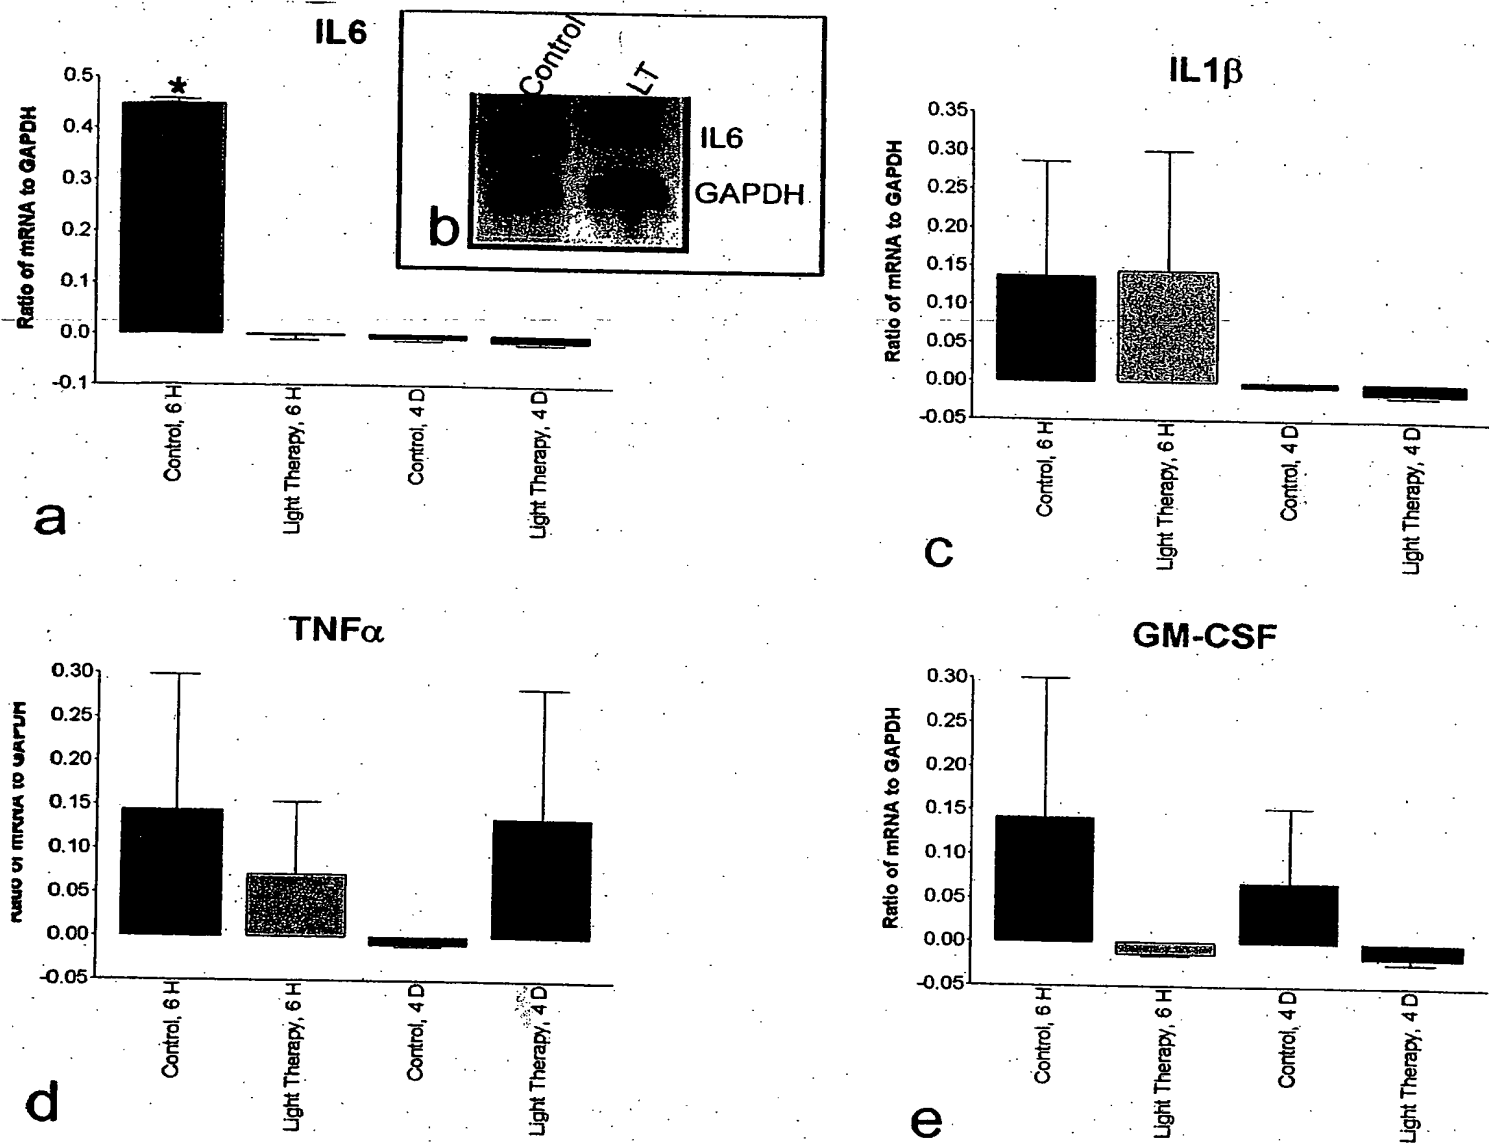 IL6
Ratio of mRNA to GAPDH
0.5
0.4
0.3
0.2
0.1
0.0
-0.1
*
Control, 6 H
Light Therapy, 6 H
Control, 4 D
Light Therapy, 4 D
a
Control
LT
IL6
GAPDH
b
IL1β
Ratio of mRNA to GAPDH
0.35
0.30
0.25
0.20
0.15
0.10
0.05
0.00
-0.05
Control, 6 H
Light Therapy, 6 H
Control, 4 D
Light Therapy, 4 D
c
TNFα
Ratio of mRNA to GAPDH
0.30
0.25
0.20
0.15
0.10
0.05
0.00
-0.05
Control, 6 H
Light Therapy, 6 H
Control, 4 D
Light Therapy, 4 D
d
GM-CSF
Ratio of mRNA to GAPDH
0.30
0.25
0.20
0.15
0.10
0.05
0.00
-0.05
Control, 6 H
Light Therapy, 6 H
Control, 4 D
Light Therapy, 4 D
e